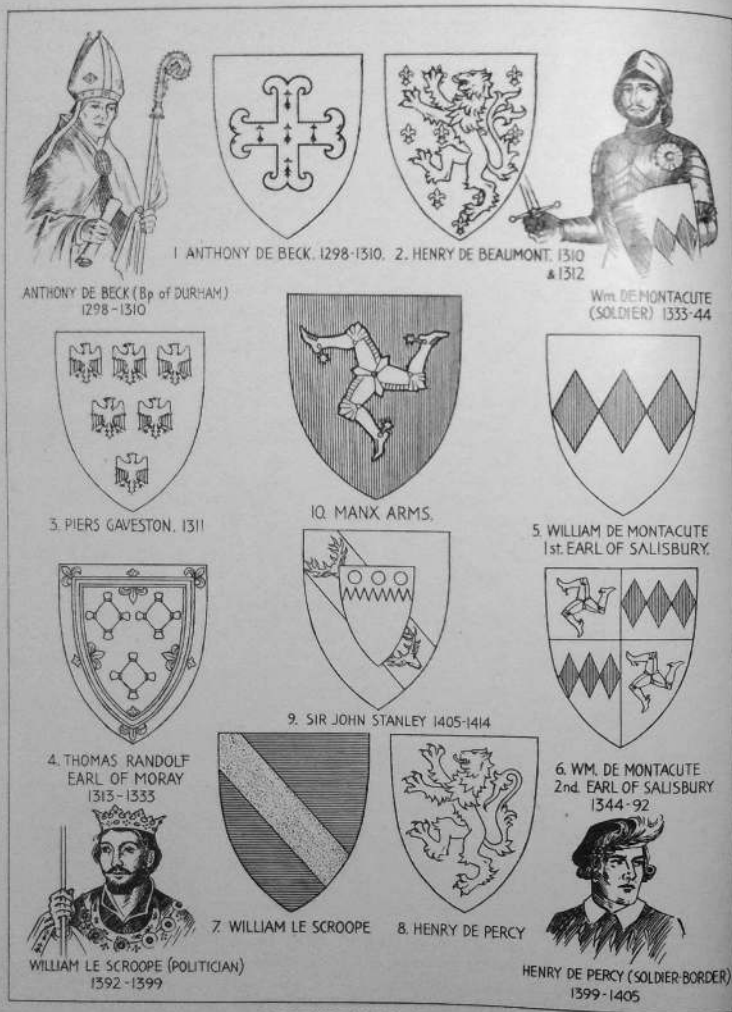 1 ANTHONY DE BECK. 1298-1310. 2. HENRY DE BEAUMONT. 1310
& 1312
ANTHONY DE BECK (Bp of DURHAM)
1298-1310
Wm. DE MONTACUTE
(SOLDIER) 1333-44
3. PIERS GAVESTON. 1311
10. MANX ARMS.
5. WILLIAM DE MONTACUTE
1st. EARL OF SALISBURY.
9. SIR JOHN STANLEY 1405-1414
4. THOMAS RANDOLF
EARL OF MORAY
1313-1333
6. WM. DE MONTACUTE
2nd. EARL OF SALISBURY
1344-92
7. WILLIAM LE SCROOPE
8. HENRY DE PERCY
WILLIAM LE SCROOPE (POLITICIAN)
1392-1399
HENRY DE PERCY (SOLDIER-BORDER)
1399-1405